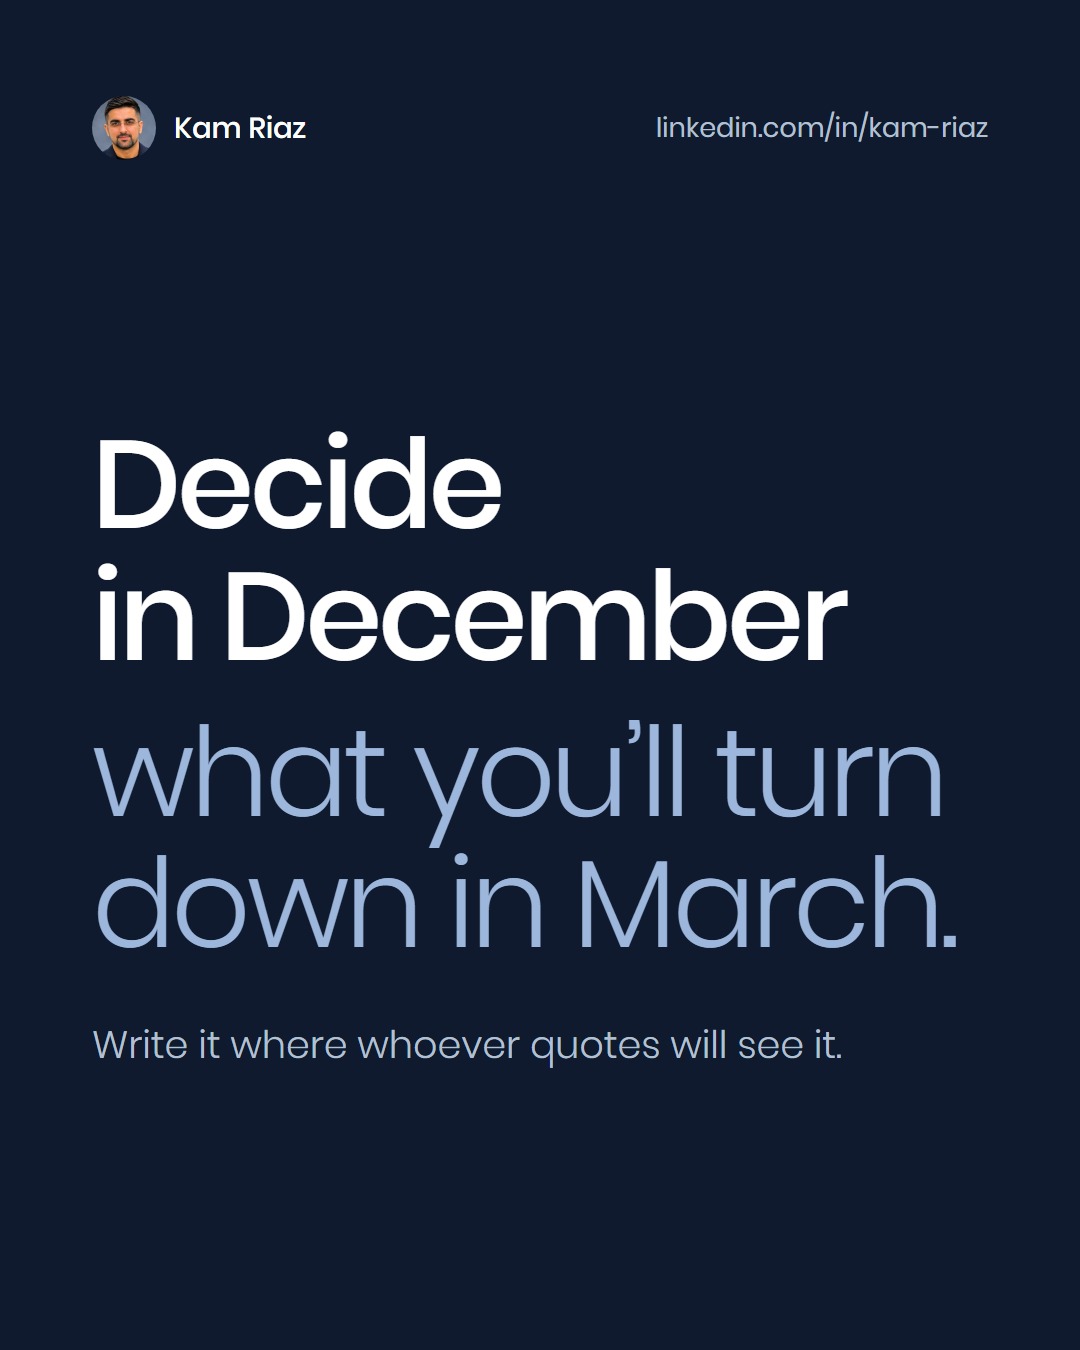 Kam Riaz
linkedin.com/in/kam-riaz
Decide
in December
what you’ll turn
down in March.
Write it where whoever quotes will see it.